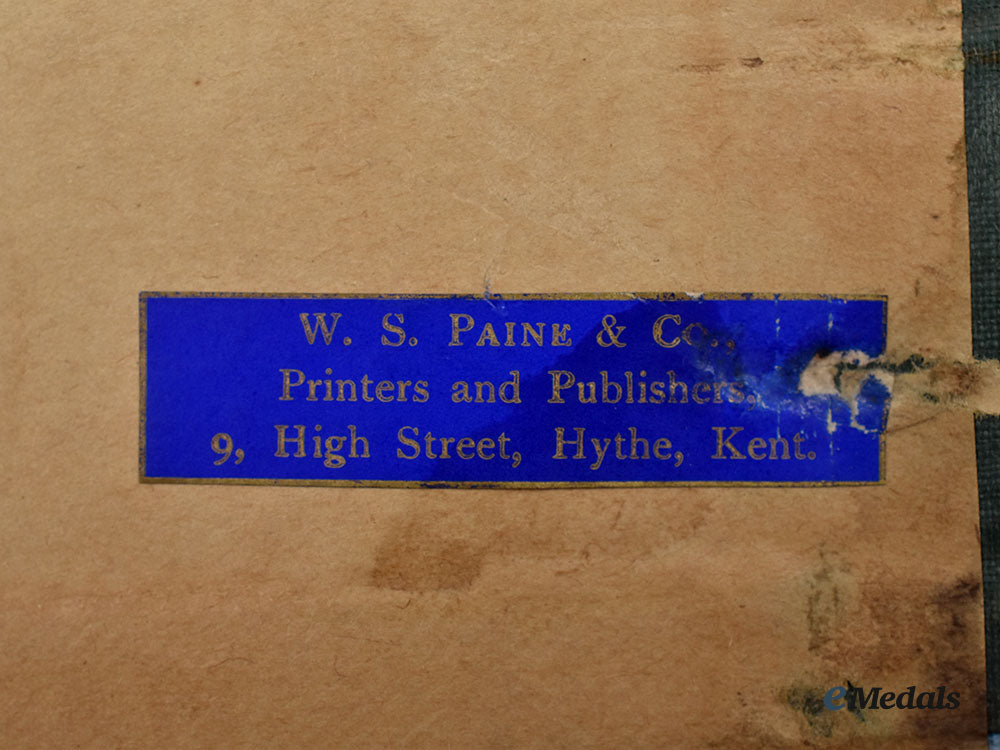 W. S. PAINE & Co.,
Printers and Publishers.
9, High Street, Hythe, Kent.
eMedals